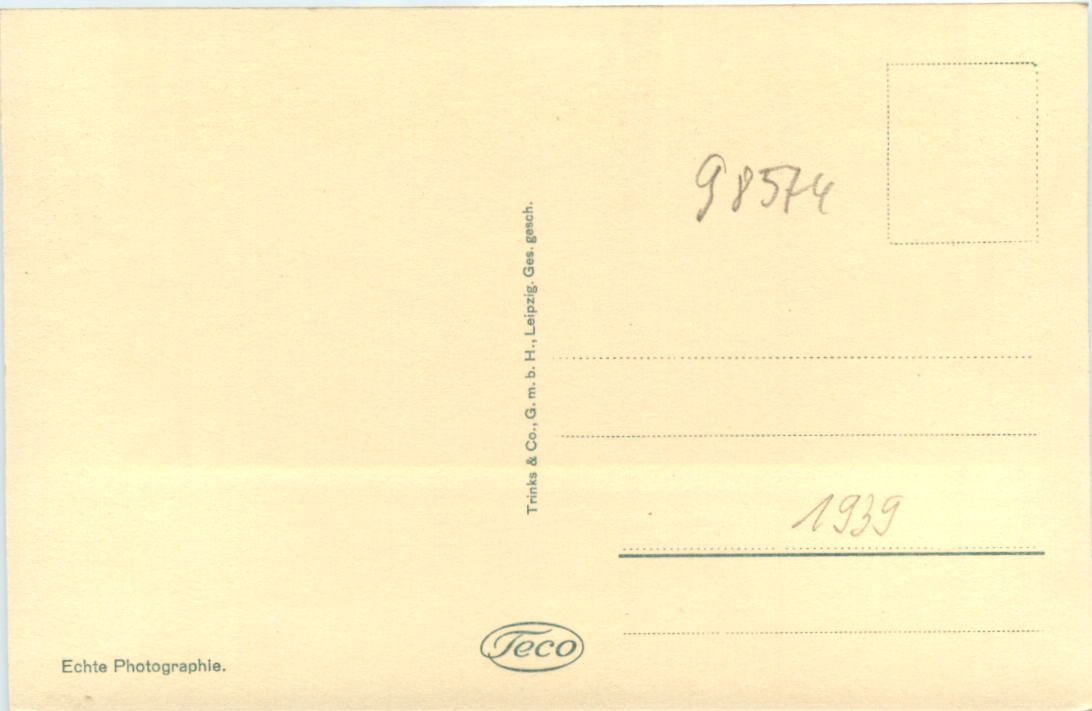 98574
Trinks & Co., G. m. b. H., Leipzig. Ges. gesch.
1939
Teco
Echte Photographie.